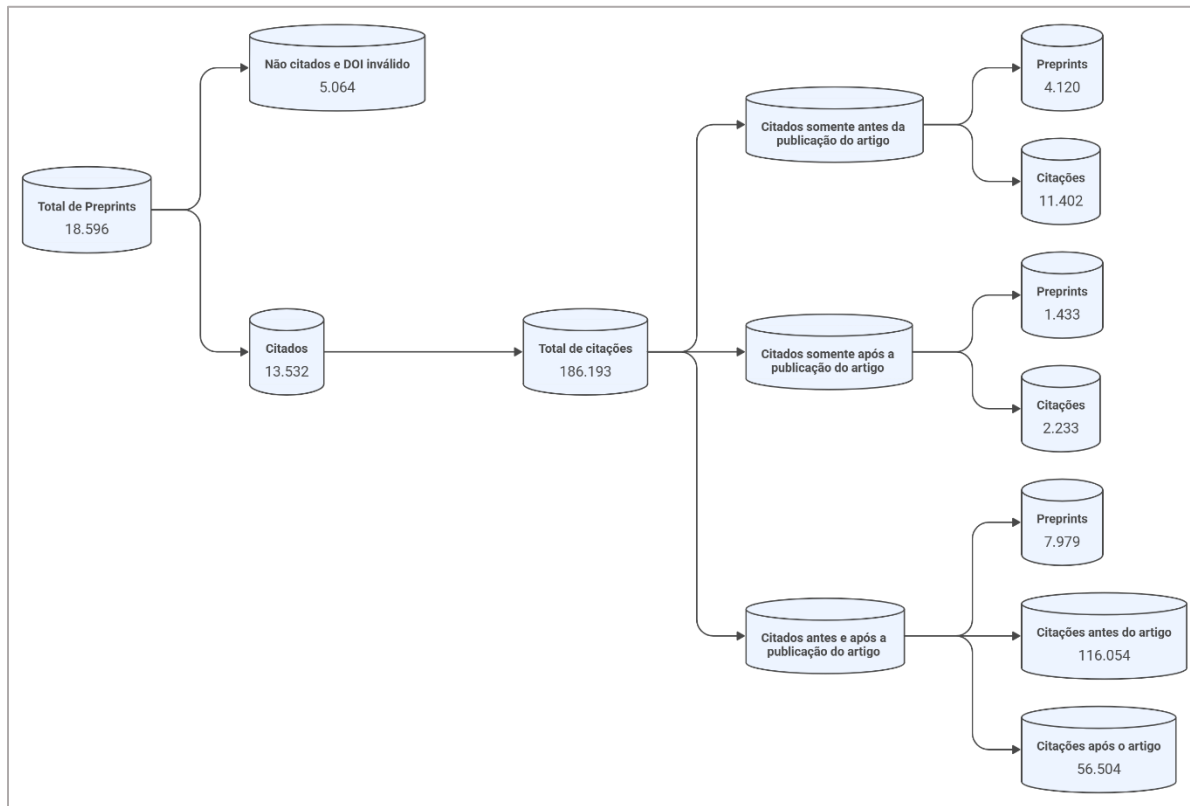 Total de Preprints
18.596
Não citados e DOI inválido
5.064
Citados
13.532
Total de citações
186.193
Citados somente antes da
publicação do artigo
Preprints
4.120
Citações
11.402
Citados somente após a
publicação do artigo
Preprints
1.433
Citações
2.233
Citados antes e após a
publicação do artigo
Preprints
7.979
Citações antes do artigo
116.054
Citações após o artigo
56.504